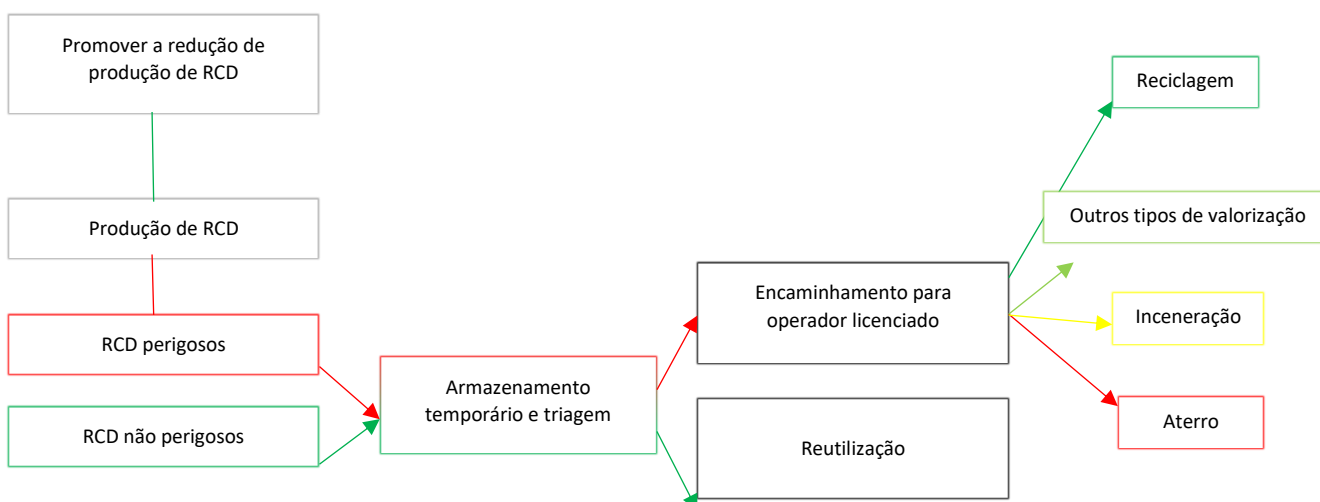 Promover a redução de
produção de RCD
Produção de RCD
RCD perigosos
RCD não perigosos
Armazenamento
temporário e triagem
Encaminhamento para
operador licenciado
Reutilização
Reciclagem
Outros tipos de valorização
Inceneração
Aterro